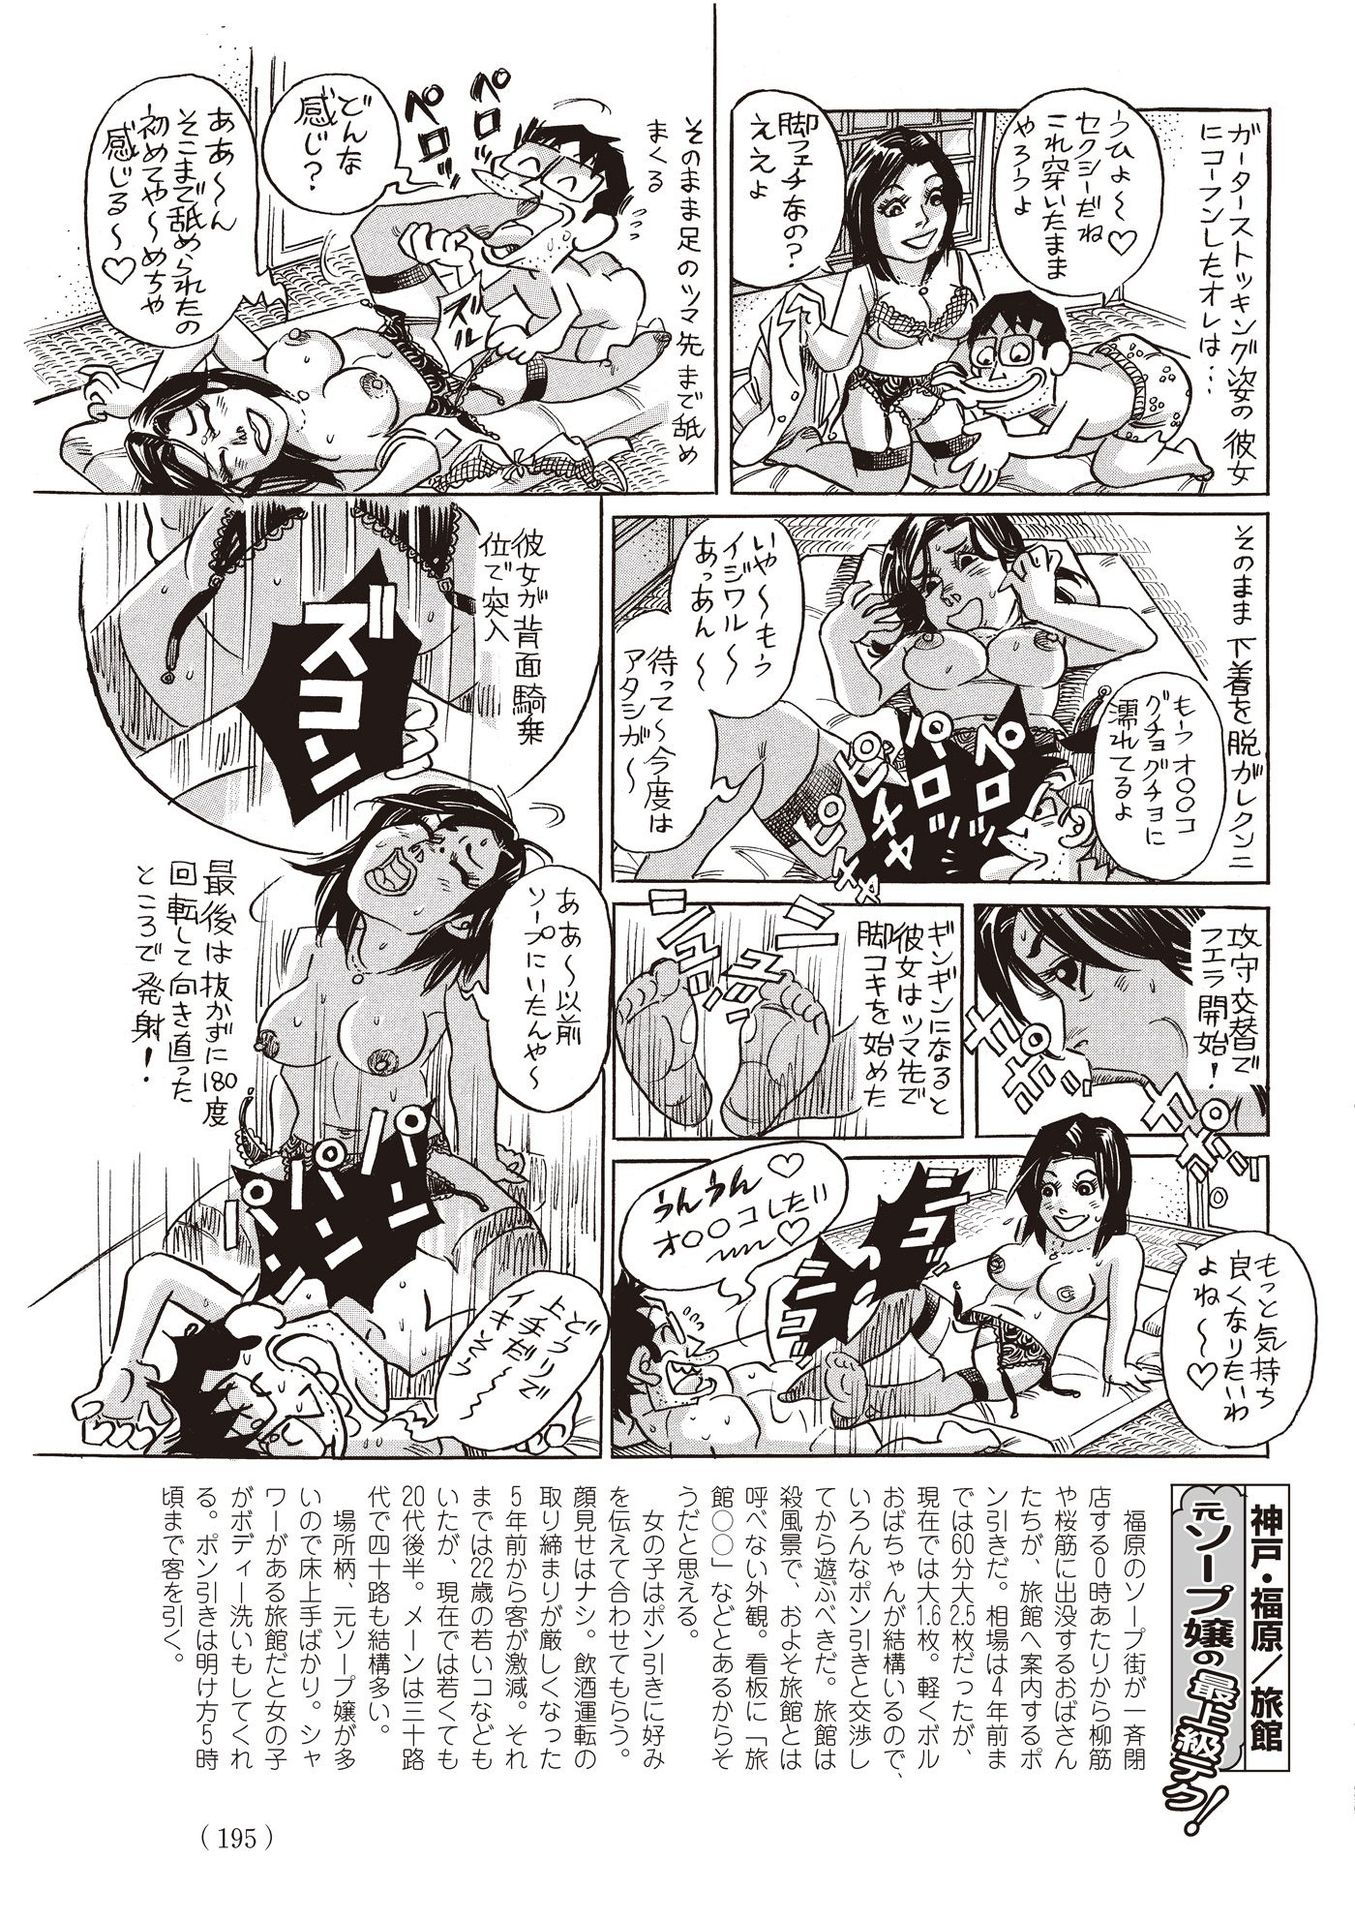 ガーターストッキング姿の彼女
にコーフンしたオレは…
うひょ〜♡
セクシーだね
これ穿いたまま
やろうよ
脚フェチなの?
ええよ
そのまま足のツマ先まで舐め
まくる
ペロ
ペロ
どんな
感じ?
ズル
ああ〜ん
そこまで舐められたの
初めてや〜めちゃ
感じる〜♡
そのまま下着を脱がしクンニ
もーうオ〇〇コ
グチョグチョに
濡れてるよ
ペロ
ペロ
ピチャ
ピチャ
いや〜もう
イジワル〜
あっあん〜
待って〜今度は
アタシが〜
攻守交替で
フェラ開始!
ギンギンになると
彼女はツマ先で
脚コキを始めた
もっと気持ち
良くなりたいわ
よね〜♡
うんうん♡
オ〇〇コしたい
♡
彼女が背面騎乗
位で突入
ズコン
ああ〜以前
ソープにいたんや〜
最後は抜かずに180度
回転して向き直った
ところで発射!
パン
パン
パン
どうりで
上手だ〜
イキそう
神戸・福原/旅館
元ソープ嬢の最上級テク!
福原のソープ街が一斉閉
店する0時あたりから柳筋
や桜筋に出没するおばさん
たちが、旅館へ案内するポ
ン引きだ。相場は4年前ま
では60分大2.5枚だったが、
現在では大1.6枚。軽くボル
おばちゃんが結構いるので、
いろんなポン引きと交渉し
てから遊ぶべきだ。旅館は
殺風景で、およそ旅館とは
呼べない外観。看板に「旅
館〇〇」などとあるからそ
うだと思える。
女の子はポン引きに好み
を伝えて合わせてもらう。
顔見せはナシ。飲酒運転の
取り締まりが厳しくなった
5年前から客が激減。それ
までは22歳の若いコなども
いたが、現在では若くても
20代後半。メーンは三十路
代で四十路も結構多い。
場所柄、元ソープ嬢が多
いので床上手ばかり。シャ
ワーがある旅館だと女の子
がボディー洗いもしてくれ
る。ポン引きは明け方5時
頃まで客を引く。
(195)